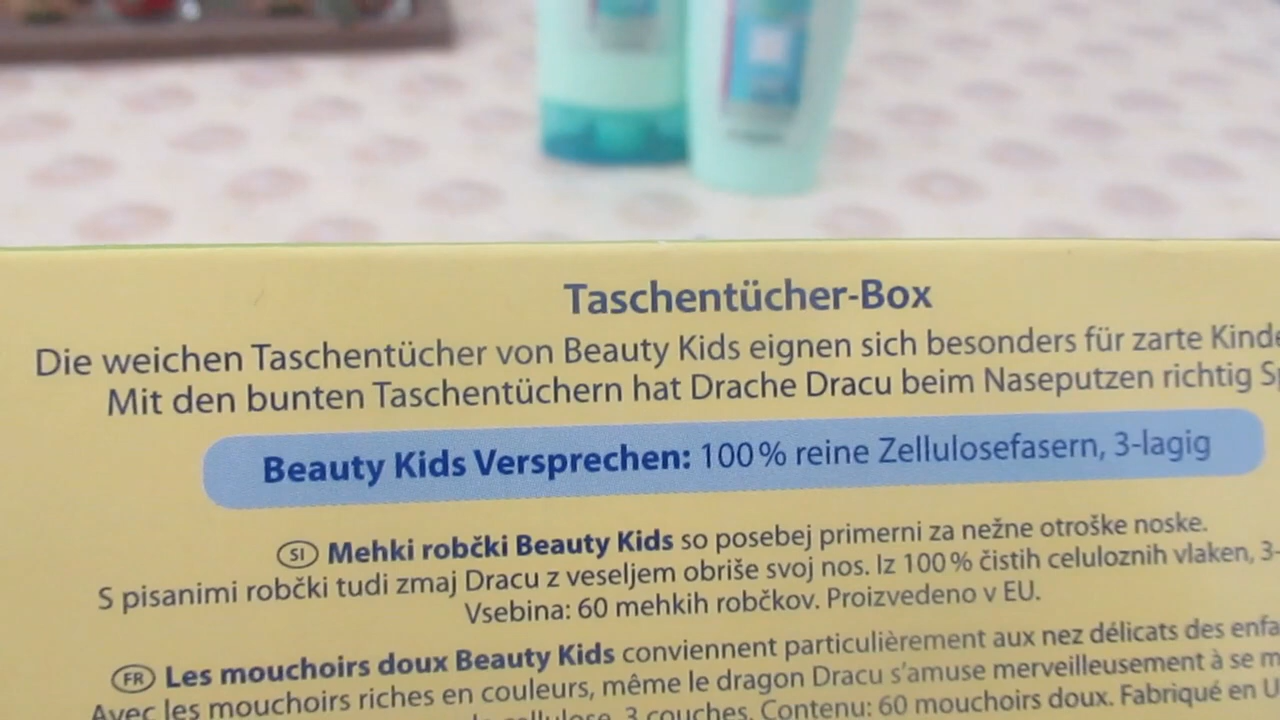 Taschentücher-Box
Die weichen Taschentücher von Beauty Kids eignen sich besonders für zarte
Mit den bunten Taschentüchern hat Drache Dracu beim Naseputzen richtig
Beauty Kids Versprechen: 100% reine Zellulosefasern, 3-lagig
SI Mehki robčki Beauty Kids so posebej primerni za nežne otroške noske.
S pisanimi robčki tudi zmaj Dracu z veseljem obriše svoj nos. Iz 100% čistih celuloznih vlaken, 3-
Vsebina: 60 mehkih robčkov. Proizvedeno v EU.
FR Les mouchoirs doux Beauty Kids conviennent particulièrement aux nez délicats des
Avec les mouchoirs riches en couleurs, même le dragon Dracu s'amuse merveilleusement à se
cellulose, 3 couches. Contenu: 60 mouchoirs doux. Fabriqué en